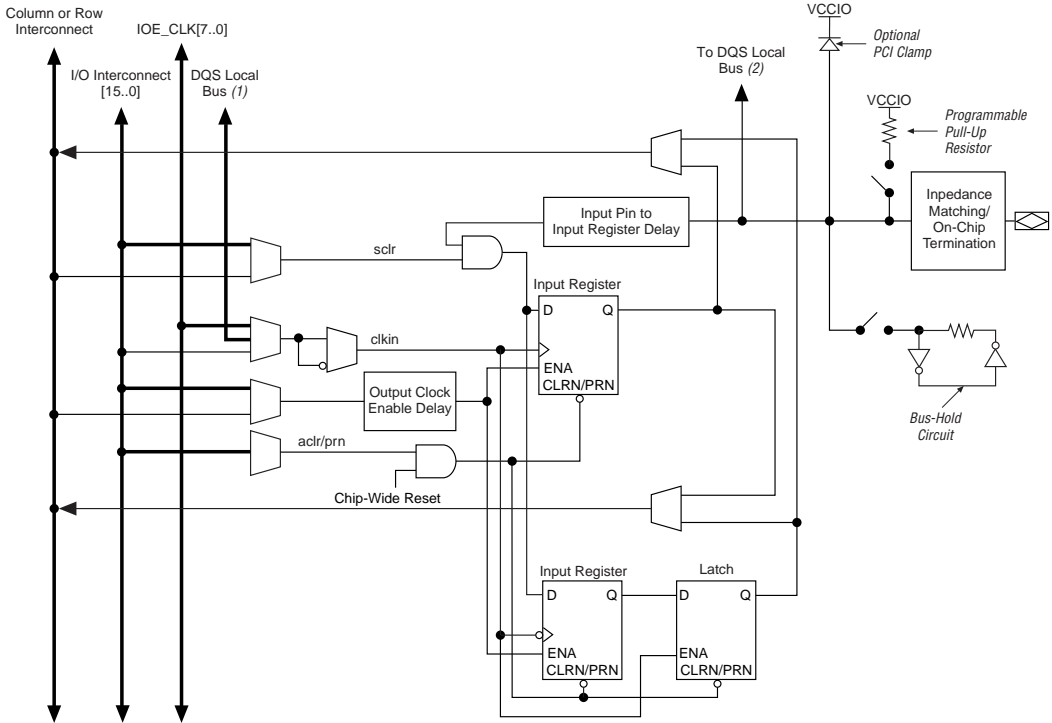 Column or Row
Interconnect
IOE_CLK[7..0]
I/O Interconnect
[15..0]
DQS Local
Bus (1)
To DQS Local
Bus (2)
VCCIO
Optional
PCI Clamp
VCCIO
Programmable
Pull-Up
Resistor
Inpedance
Matching/
On-Chip
Termination
Input Pin to
Input Register Delay
sclr
Input Register
D
Q
ENA
CLRN/PRN
clkin
Output Clock
Enable Delay
aclr/prn
Chip-Wide Reset
Bus-Hold
Circuit
Input Register
D
Q
ENA
CLRN/PRN
Latch
D
Q
ENA
CLRN/PRN